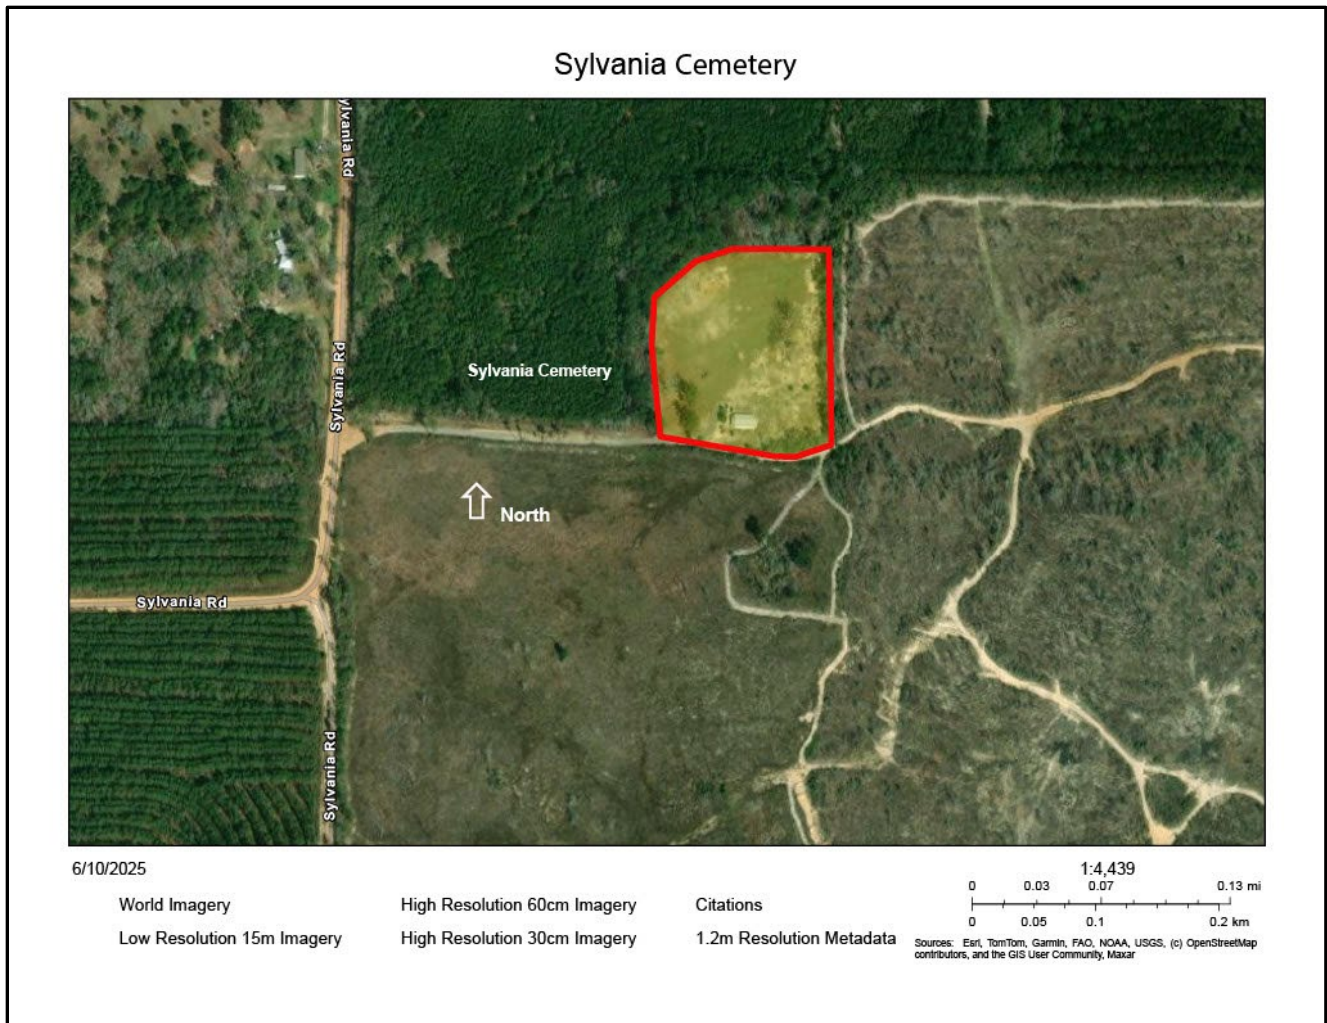 Sylvania Cemetery
ylvania Rd
Sylvania Rd
Sylvania Cemetery
North
Sylvania Rd
Sylvania Rd
6/10/2025
1:4,439
0 0.03 0.07 0.13 mi
0 0.05 0.1 0.2 km
World Imagery
Low Resolution 15m Imagery
High Resolution 60cm Imagery
High Resolution 30cm Imagery
Citations
1.2m Resolution Metadata
Sources: Esri, TomTom, Garmin, FAO, NOAA, USGS, (c) OpenStreetMap
contributors, and the GIS User Community, Maxar